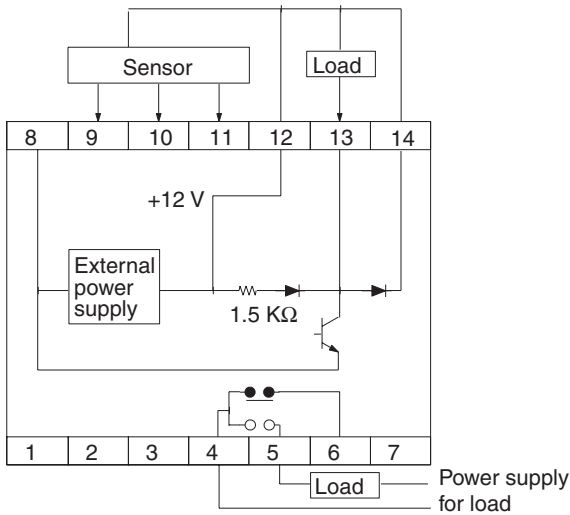 Sensor
Load
8 9 10 11 12 13 14
+12 V
External
power
supply
1.5 KΩ
1 2 3 4 5 6 7
Load
Power supply
for load